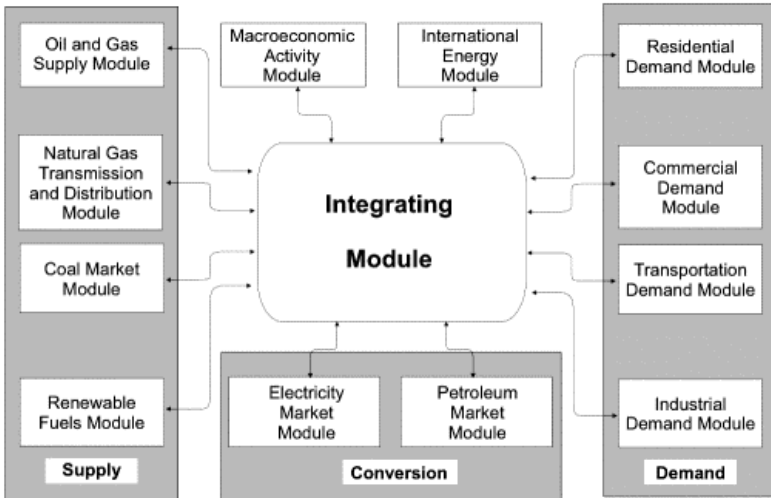 Oil and Gas
Supply Module
Macroeconomic
Activity
Module
International
Energy
Module
Residential
Demand Module
Natural Gas
Transmission
and Distribution
Module
Commercial
Demand
Module
Integrating
Module
Coal Market
Module
Transportation
Demand Module
Renewable
Fuels Module
Electricity
Market
Module
Petroleum
Market
Module
Industrial
Demand Module
Supply
Conversion
Demand